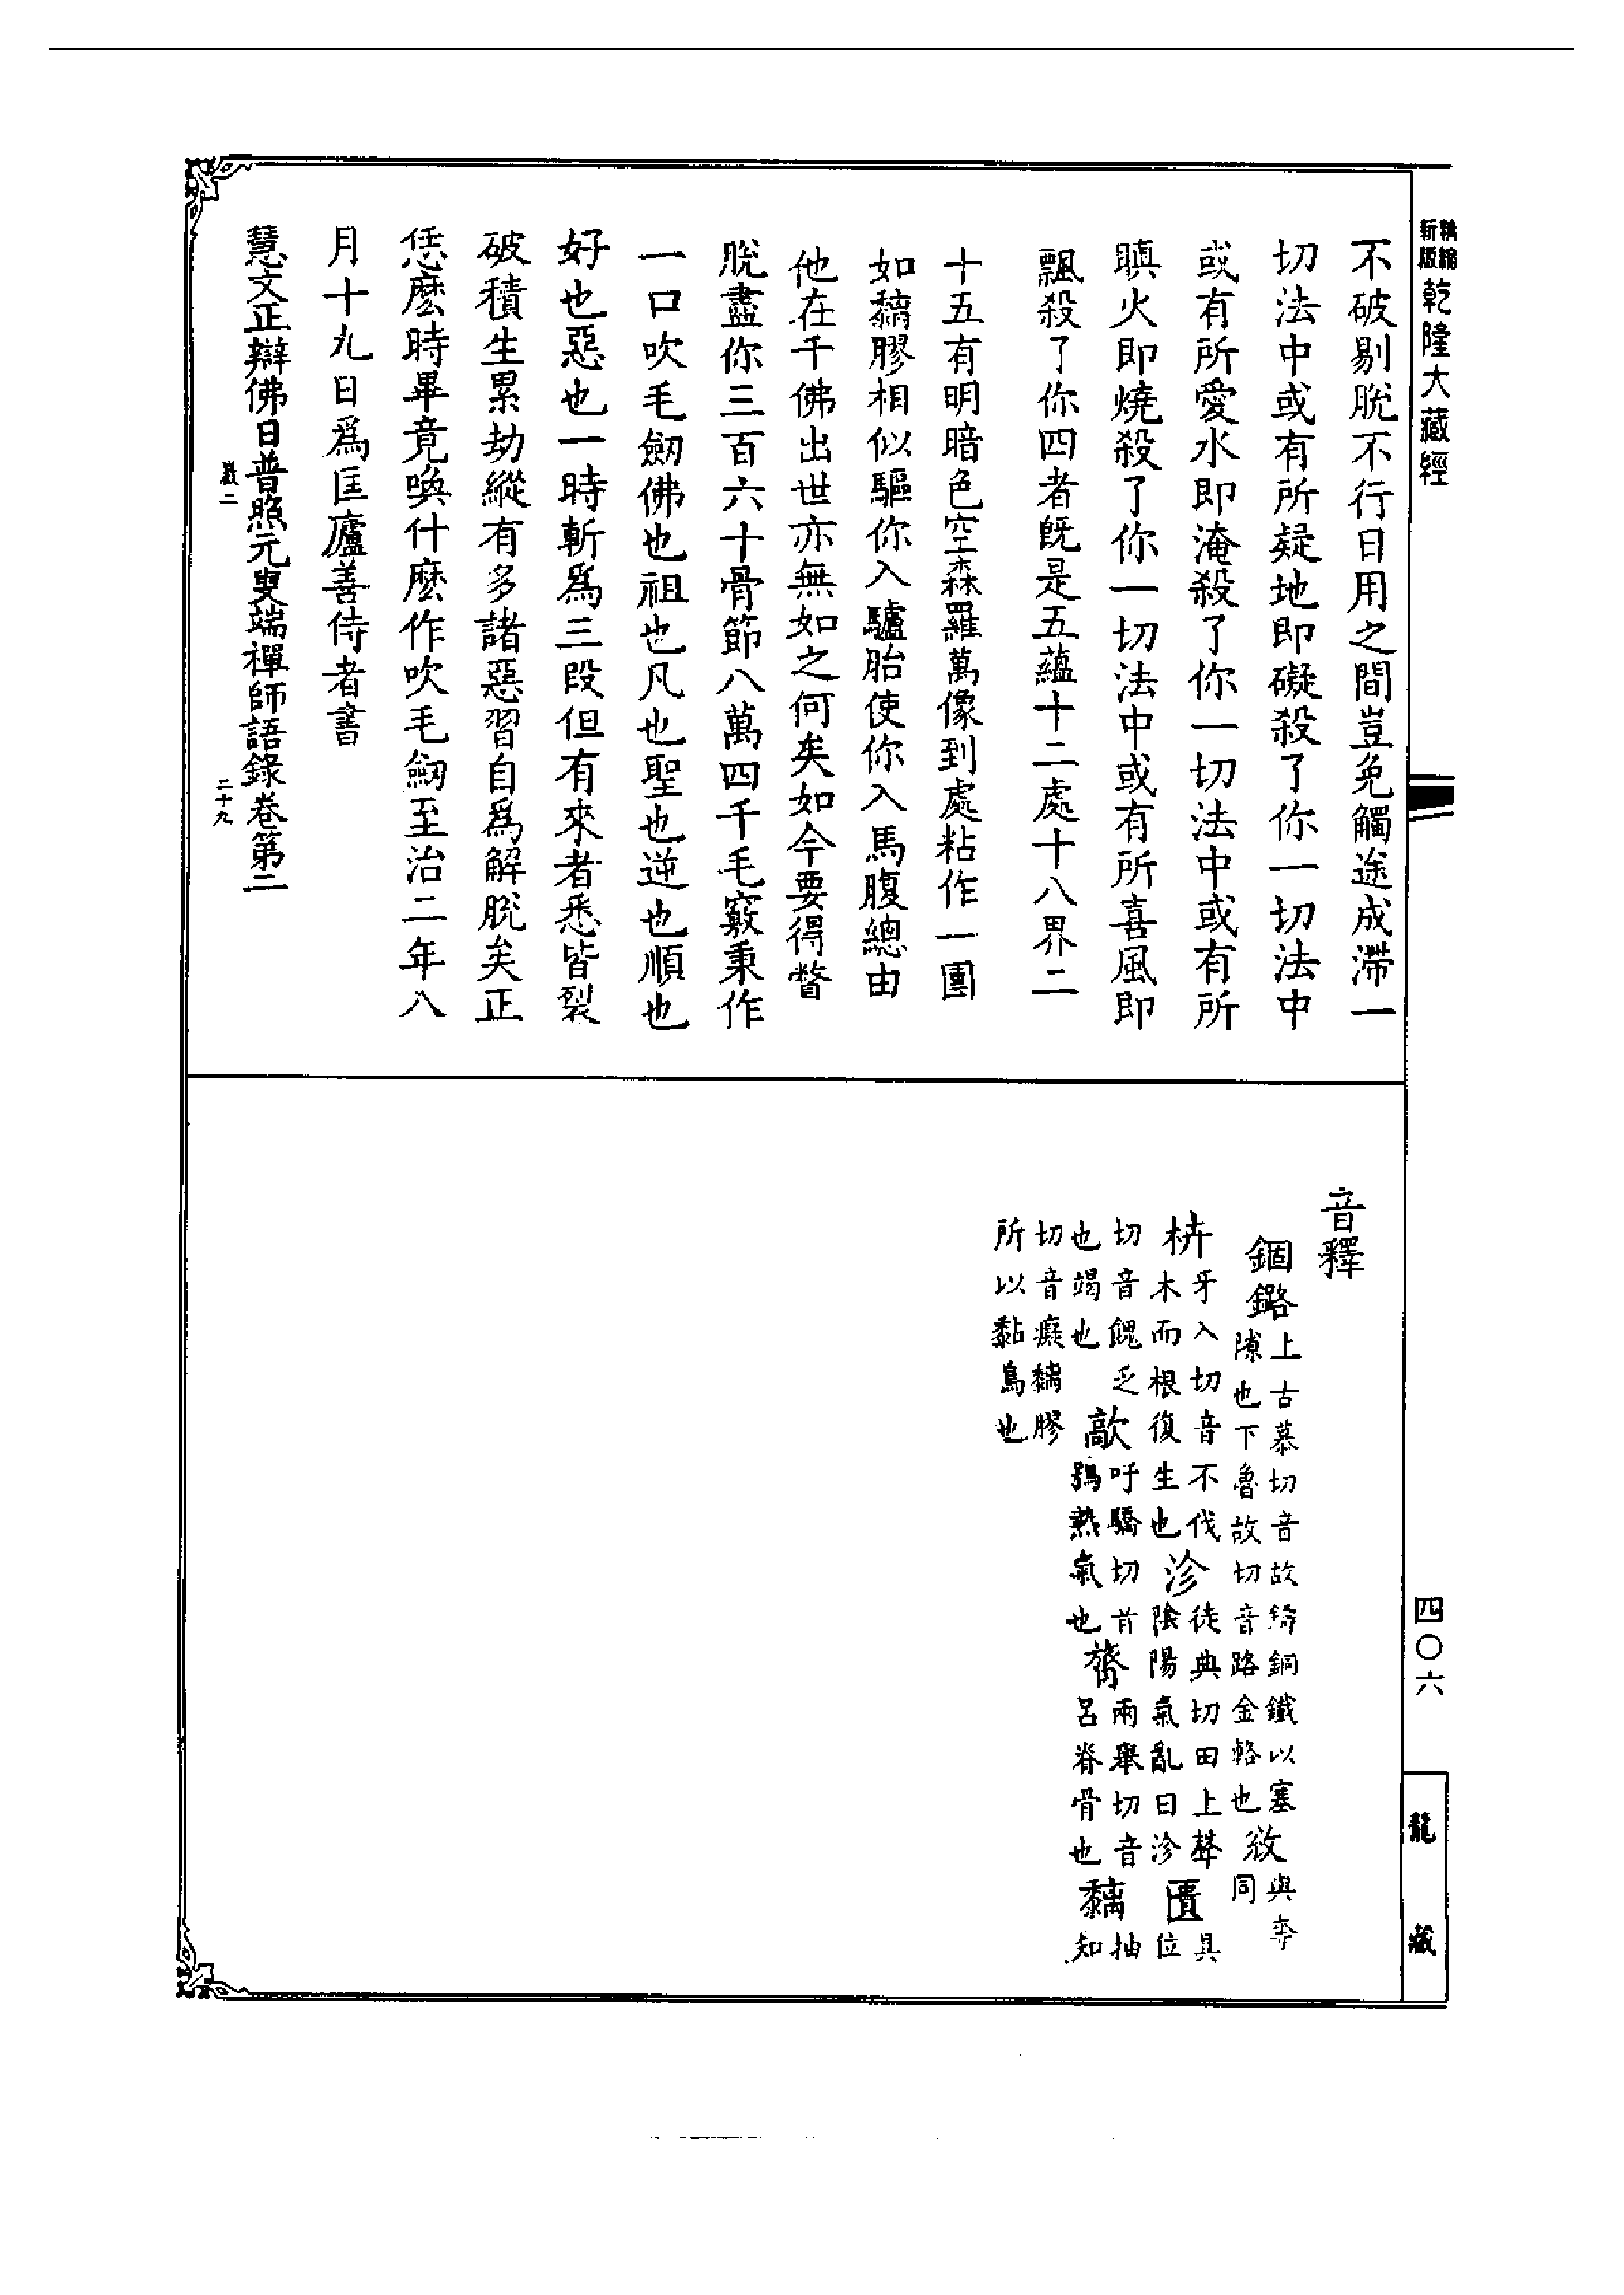 新編縮版乾隆大藏經
不破剔脫不行日用之間豈免觸途成滯一
切法中或有所疑地即礙殺了你一切法中
或有所愛水即淹殺了你一切法中或有所
瞋火即燒殺了你一切法中或有所喜風即
飄殺了你四者旣是五蘊十二處十八界二
十五有明暗色空森羅萬像到處粘作一團
如黐膠相似驅你入驢胎使你入馬腹總由
他在千佛出世亦無如之何矣如今要得瞥
脫盡你三百六十骨節八萬四千毛竅秉作
一口吹毛劒佛也祖也凡也聖也逆也順也
好也惡也一時斬爲三段但有來者悉皆裂
破積生累劫縱有多諸惡習自爲解脫矣正
恁麽時畢竟喚什麽作吹毛劒至治二年八
月十九日爲匡廬善侍者書
慧文正辯佛日普照元叟端禪師語錄卷第二
巖二
二十九
音釋
錮鏴上古慕切音故鑄銅鐵以塞
隙也下魯故切音路金輅也敓與奪
同
枿牙入切音不伐
木而根復生也沴徒典切田上聲
陰陽氣亂曰沴匱具位
切音餽乏
也竭也歊吁驕切音
鴞熱氣也膂兩舉切音
呂脊骨也黐抽知
切音癡黐膠
所以黏鳥也
四〇六
龍藏